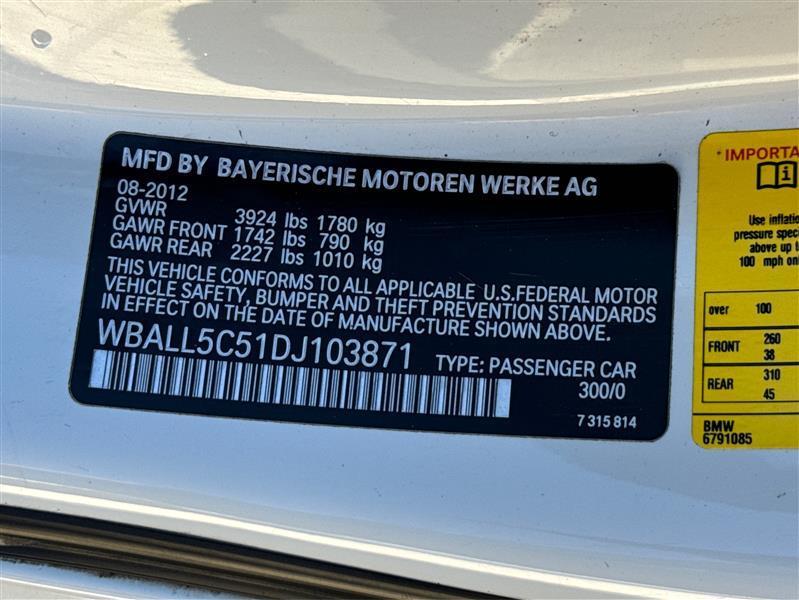 MFD BY BAYERISCHE MOTOREN WERKE AG
08-2012
GVWR 3924 lbs 1780 kg
GAWR FRONT 1742 lbs 790 kg
GAWR REAR 2227 lbs 1010 kg
THIS VEHICLE CONFORMS TO ALL APPLICABLE U.S.FEDERAL MOTOR
VEHICLE SAFETY, BUMPER AND THEFT PREVENTION STANDARDS
IN EFFECT ON THE DATE OF MANUFACTURE SHOWN ABOVE.
WBALL5C51DJ103871 TYPE: PASSENGER CAR
300/0
7 315 814
IMPORTA
i
Use inflatio
pressure spec
above up t
100 mph onl
over 100
FRONT 260
38
REAR 310
45
BMW
6791085